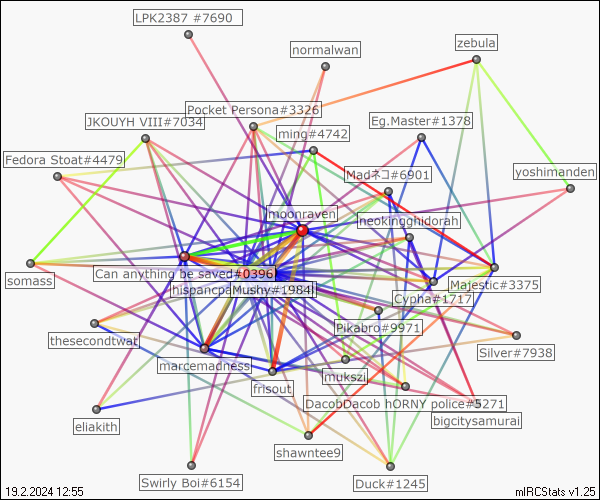 LPK2387 #7690
normalwan
zebula
Pocket Persona#3326
JKOUYH VIII#7034
ming#4742
Eg.Master#1378
Fedora Stoat#4479
Madネコ#6901
yoshimanden
moonraven
neokingghidorah
somass
Can anything be saved#0396
Mushy#1984
Cypha#1717
Majestic#3375
Pikabro#9971
thesecondtwat
marcemadness
Silver#7938
frisout
mukszi
DacobDacob hORNY police#5271
bigcitysamurai
eliakith
shawntee9
Swirly Boi#6154
Duck#1245
19.2.2024 12:55
mIRCStats v1.25